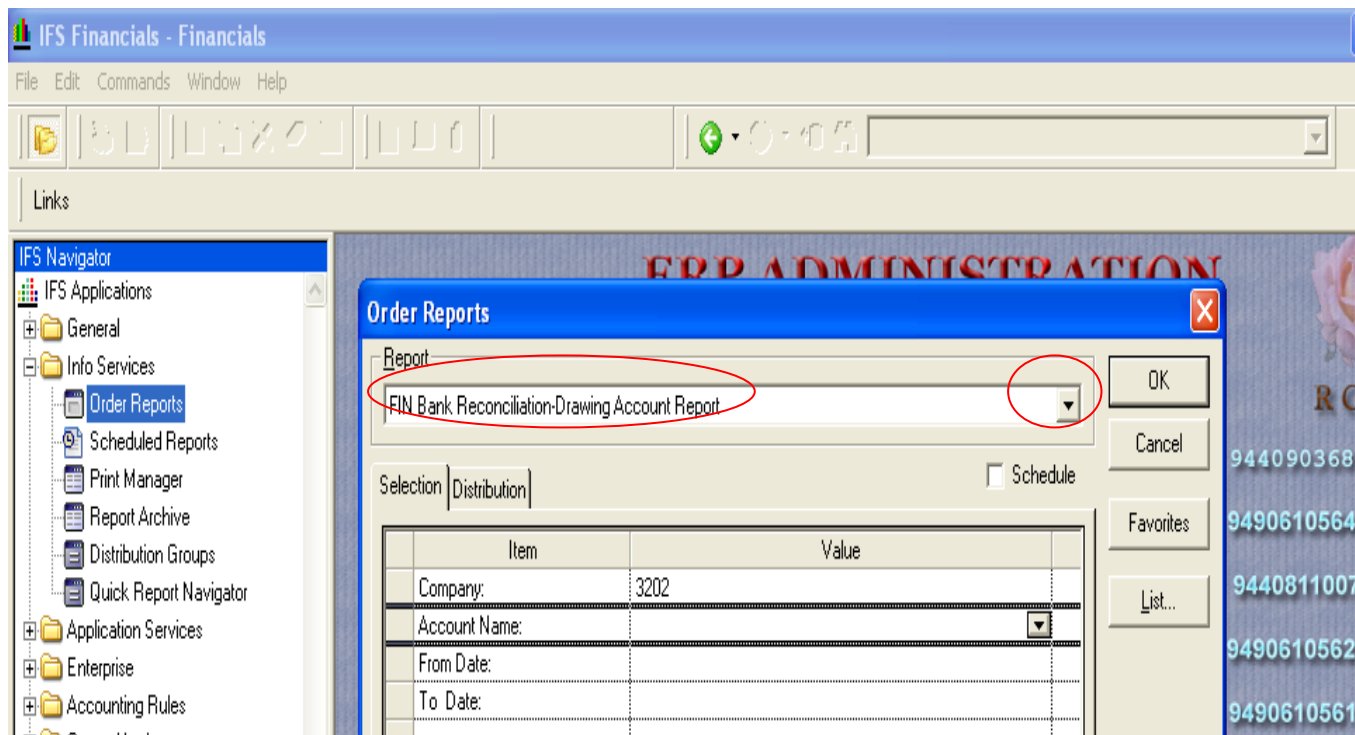 IFS Financials - Financials
File Edit Commands Window Help
Links
IFS Navigator
IFS Applications
General
Info Services
Order Reports
Scheduled Reports
Print Manager
Report Archive
Distribution Groups
Quick Report Navigator
Application Services
Enterprise
Accounting Rules
ERP ADMINISTRATION
Order Reports
Report
FIN Bank Reconciliation-Drawing Account Report
OK
Cancel
Schedule
Selection Distribution
Favorites
List...
Item Value
Company: 3202
Account Name:
From Date:
To Date:
R
944090368
9490610564
9440811007
9490610562
9490610561